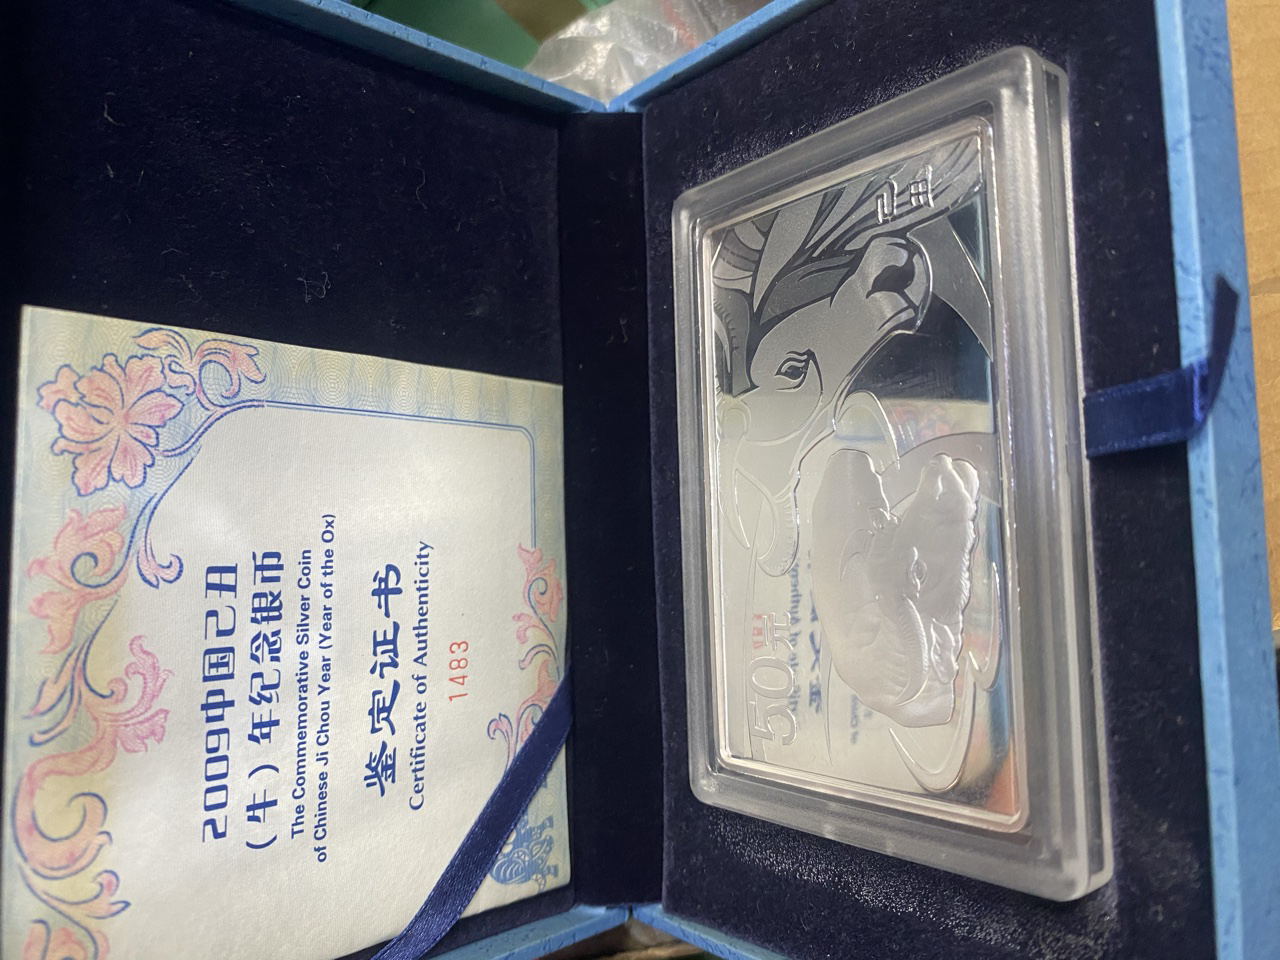 2009中国己丑
（牛）年纪念银币
The Commemorative Silver Coin
of Chinese Ji Chou Year (Year of the Ox)
鉴定证书
Certificate of Authenticity
1483
己丑
50元